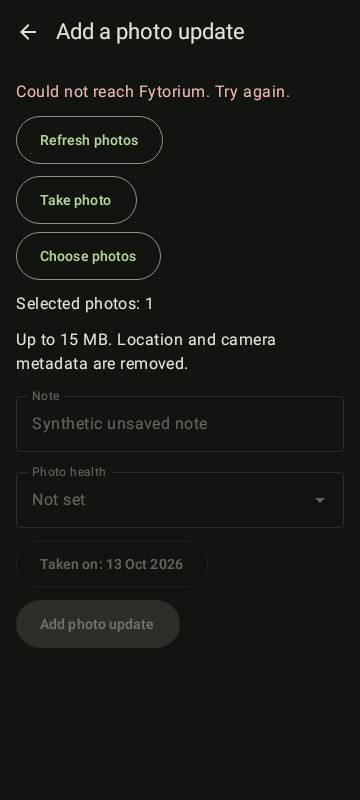 Add a photo update
Could not reach Fytorium. Try again.
Refresh photos
Take photo
Choose photos
Selected photos: 1
Up to 15 MB. Location and camera
metadata are removed.
Note
Synthetic unsaved note
Photo health
Not set
Taken on: 13 Oct 2026
Add photo update